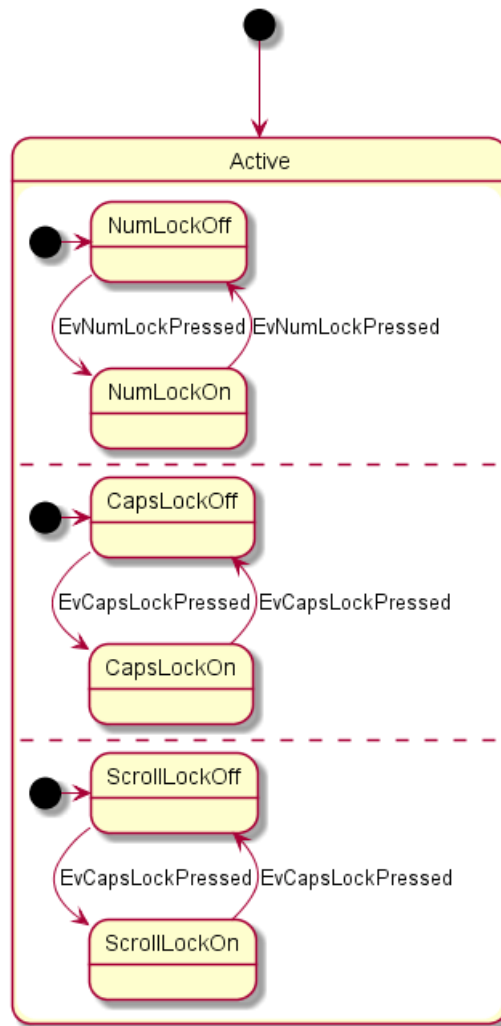 Active
NumLockOff
EvNumLockPressed EvNumLockPressed
NumLockOn
CapsLockOff
EvCapsLockPressed EvCapsLockPressed
CapsLockOn
ScrollLockOff
EvCapsLockPressed EvCapsLockPressed
ScrollLockOn